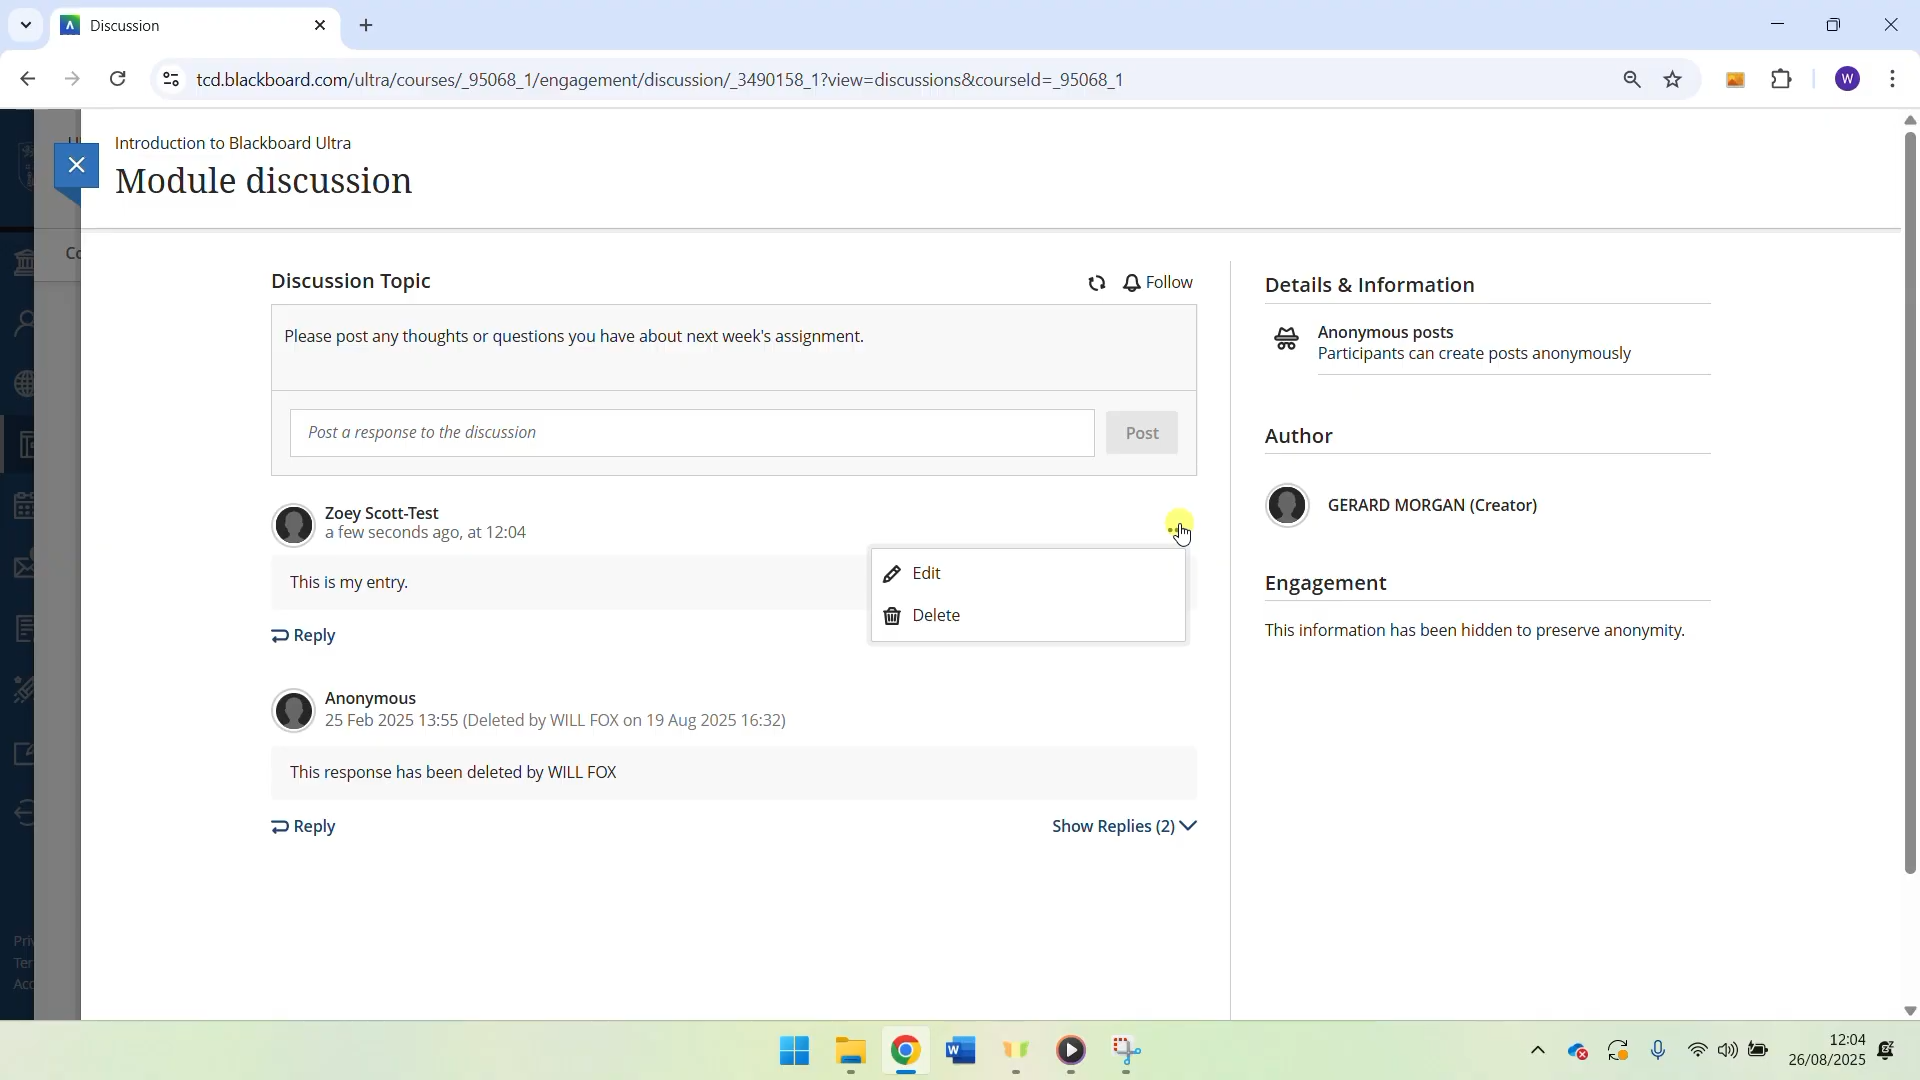 Discussion
tcd.blackboard.com/ultra/courses/_95068_1/engagement/discussion/_3490158_1?view=discussions&courseId=_95068_1
W
Introduction to Blackboard Ultra
Module discussion
Discussion Topic
Follow
Please post any thoughts or questions you have about next week's assignment.
Post a response to the discussion
Post
Zoey Scott-Test
a few seconds ago, at 12:04
This is my entry.
Edit
Delete
Reply
Anonymous
25 Feb 2025 13:55 (Deleted by WILL FOX on 19 Aug 2025 16:32)
This response has been deleted by WILL FOX
Reply
Show Replies (2)
Details & Information
Anonymous posts
Participants can create posts anonymously
Author
GERARD MORGAN (Creator)
Engagement
This information has been hidden to preserve anonymity.
Pri
Ter
Acc
12:04
26/08/2025